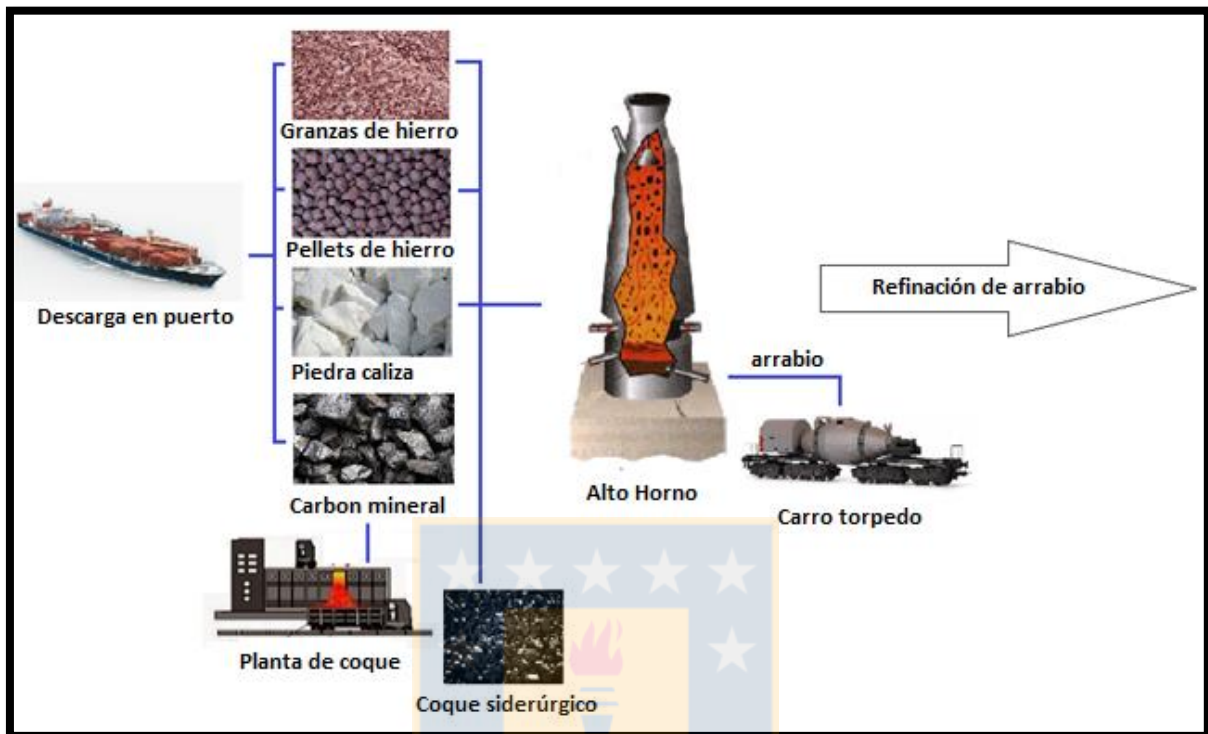 Granzas de hierro
Pellets de hierro
Descarga en puerto
Piedra caliza
Carbon mineral
Planta de coque
Coque siderúrgico
Alto Horno
arrabio
Carro torpedo
Refinación de arrabio